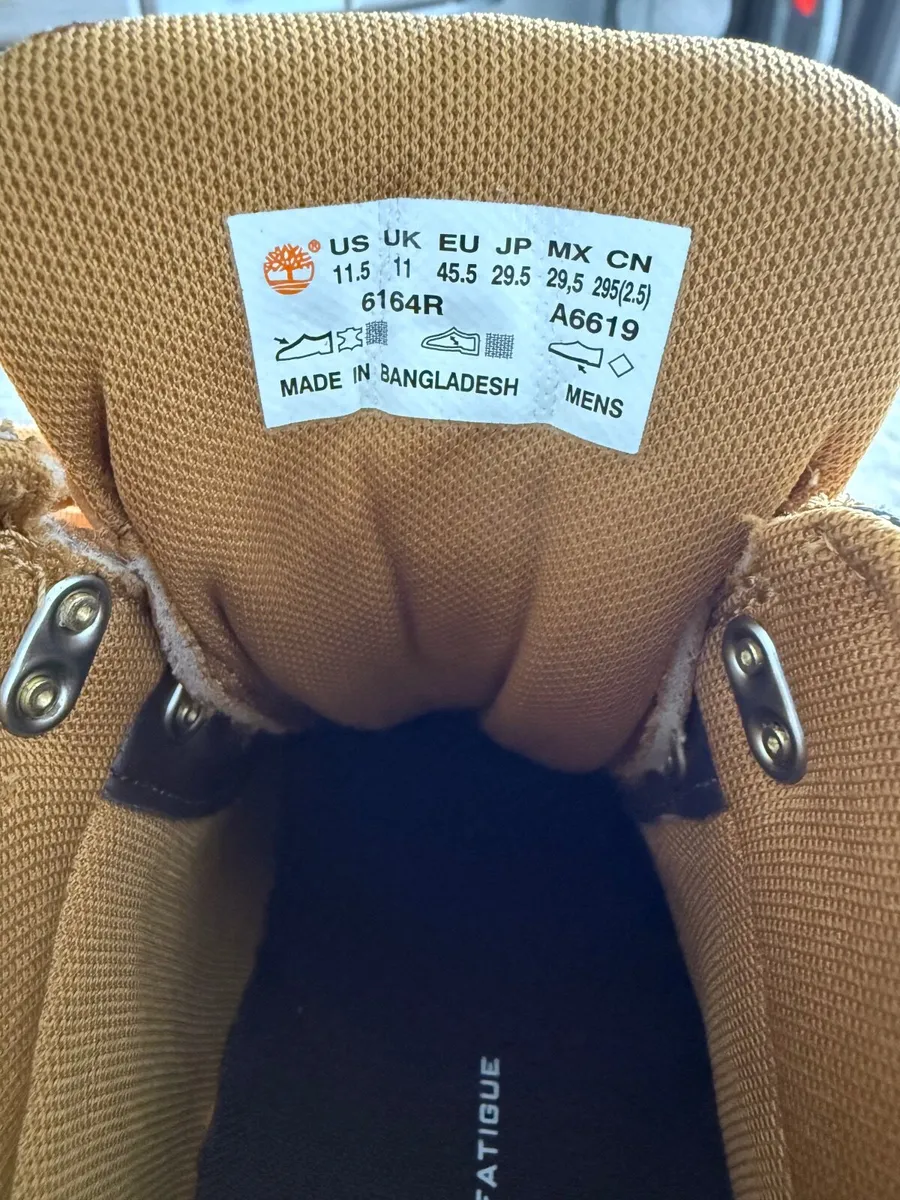 ® US UK EU JP MX CN
11.5 11 45.5 29.5 29,5 295(2.5)
6164R A6619
MADE IN BANGLADESH MENS
FATIGUE